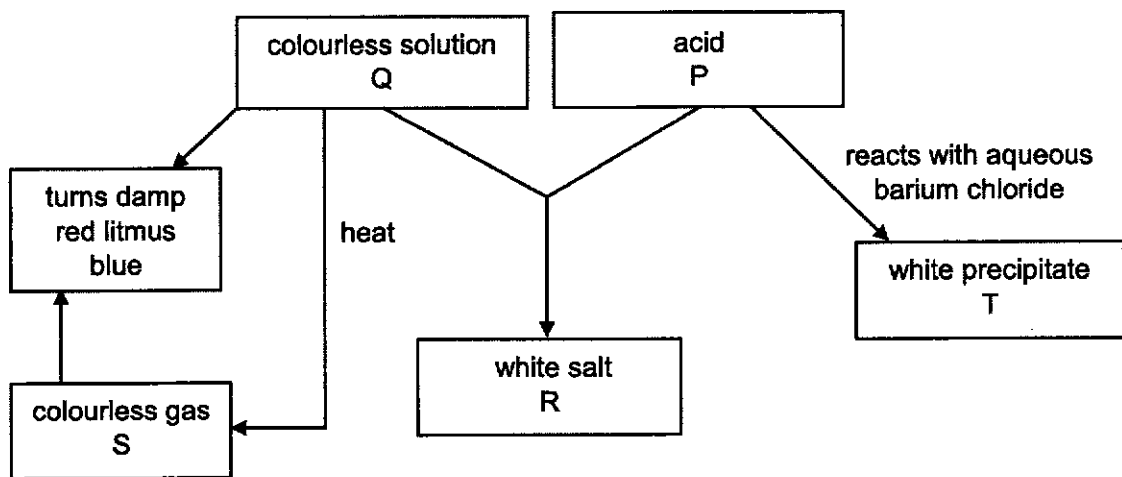 colourless solution
Q
acid
P
reacts with aqueous
barium chloride
turns damp
red litmus
blue
heat
white precipitate
T
white salt
R
colourless gas
S